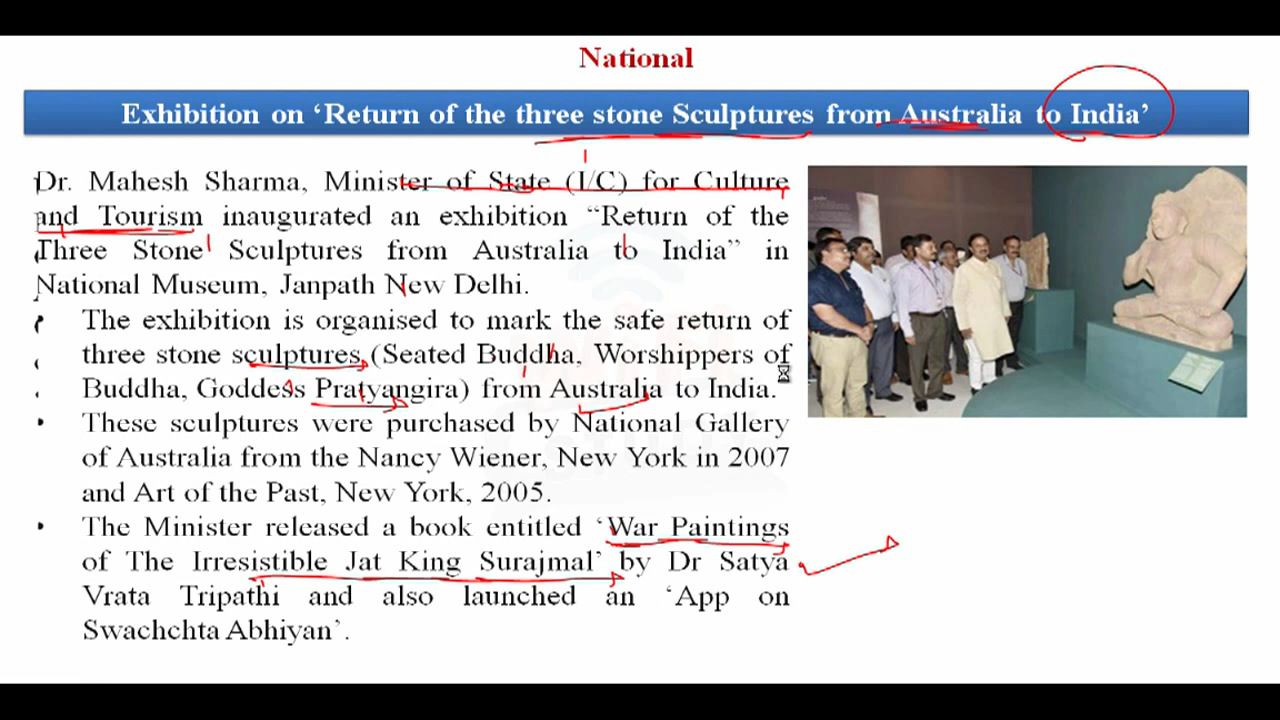 National
Exhibition on ‘Return of the three stone Sculptures from Australia to India’
Dr. Mahesh Sharma, Minister of State (I/C) for Culture
and Tourism inaugurated an exhibition “Return of the
Three Stone Sculptures from Australia to India” in
National Museum, Janpath New Delhi.
• The exhibition is organised to mark the safe return of
three stone sculptures (Seated Buddha, Worshippers of
Buddha, Goddess Pratyangira) from Australia to India.
• These sculptures were purchased by National Gallery
of Australia from the Nancy Wiener, New York in 2007
and Art of the Past, New York, 2005.
• The Minister released a book entitled ‘War Paintings
of The Irresistible Jat King Surajmal’ by Dr Satya
Vrata Tripathi and also launched an ‘App on
Swachchta Abhiyan’.